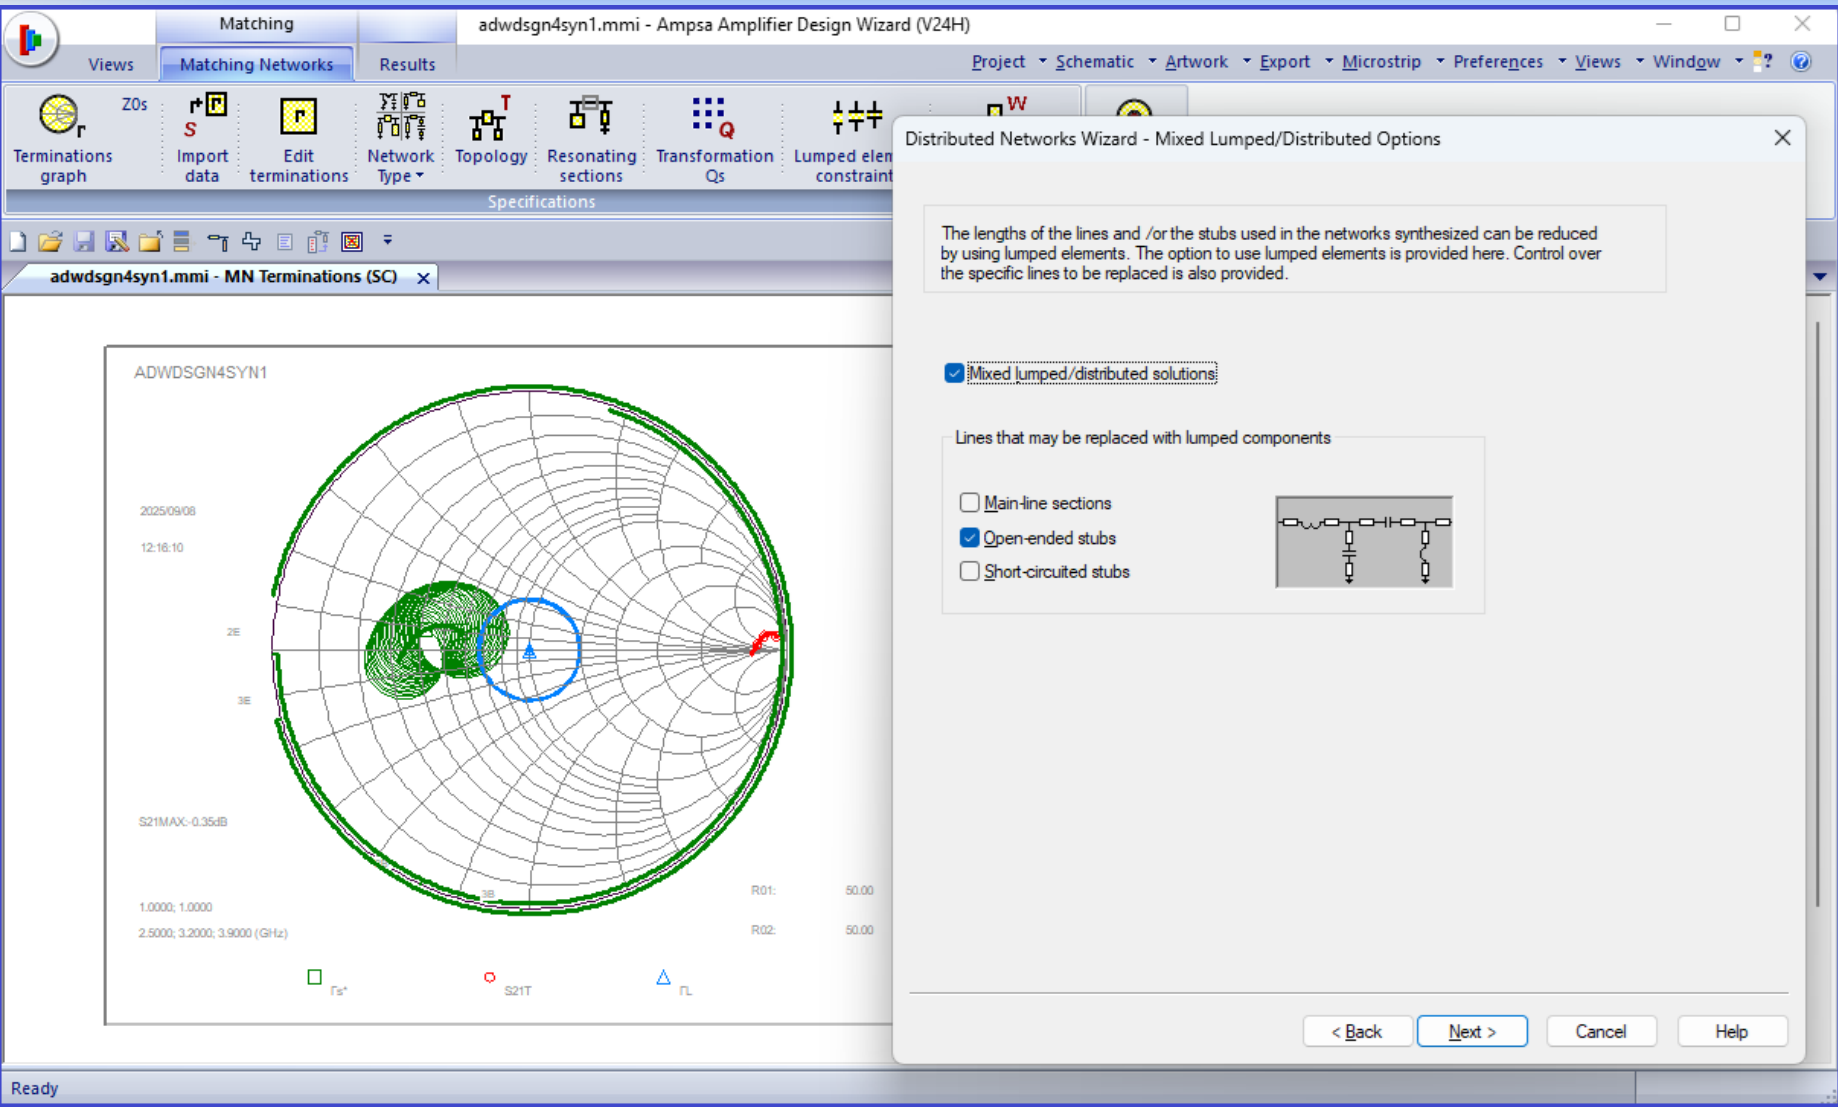 Matching
adwdsgn4syn1.mmi - Ampsa Amplifier Design Wizard (V24H)
Views
Matching Networks
Results
Project
Schematic
Artwork
Export
Microstrip
Preferences
Views
Window
Terminations graph
Z0s
Import data
Edit terminations
Network Type
Topology
Resonating sections
Transformation Qs
Lumped elem
constraint
Specifications
adwdsgn4syn1.mmi - MN Terminations (SC)
ADWDSGN4SYN1
2025/09/08
12:16:10
2E
3E
3B
S21MAX:-0.35dB
1.0000; 1.0000
2.5000; 3.2000; 3.9000 (GHz)
R01: 50.00
R02: 50.00
Γs*
S21T
ΓL
Distributed Networks Wizard - Mixed Lumped/Distributed Options
The lengths of the lines and /or the stubs used in the networks synthesized can be reduced
by using lumped elements. The option to use lumped elements is provided here. Control over
the specific lines to be replaced is also provided.
Mixed lumped/distributed solutions
Lines that may be replaced with lumped components
Main-line sections
Open-ended stubs
Short-circuited stubs
< Back
Next >
Cancel
Help
Ready